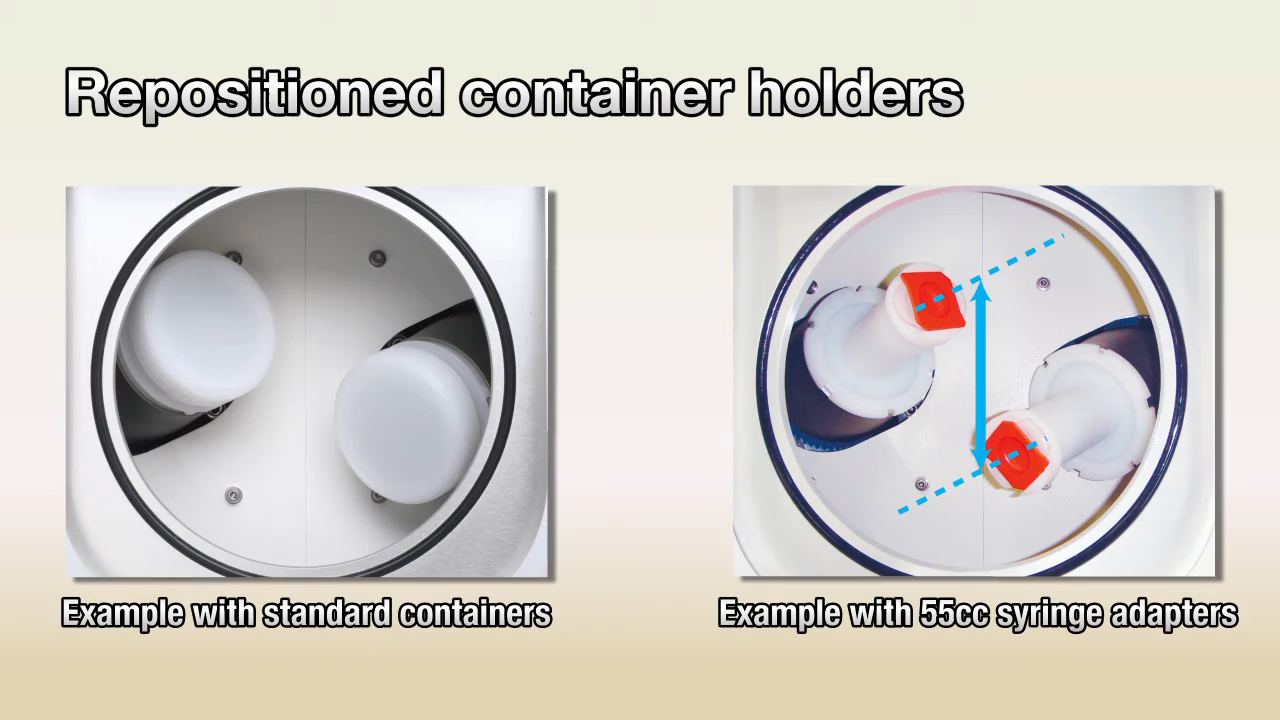 Repositioned container holders
Example with standard containers
Example with 55cc syringe adapters